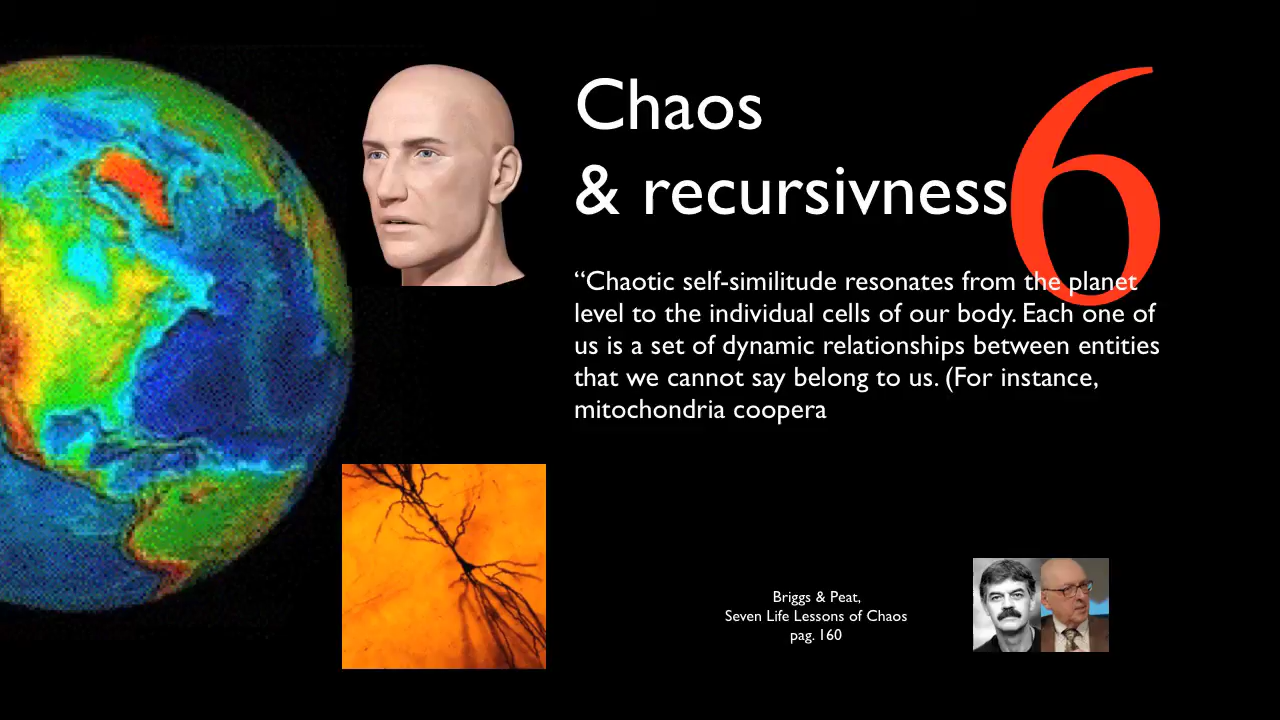 Chaos
& recursivness
6
“Chaotic self-similitude resonates from the planet
level to the individual cells of our body. Each one of
us is a set of dynamic relationships between entities
that we cannot say belong to us. (For instance,
mitochondria coopera
Briggs & Peat,
Seven Life Lessons of Chaos
pag. 160